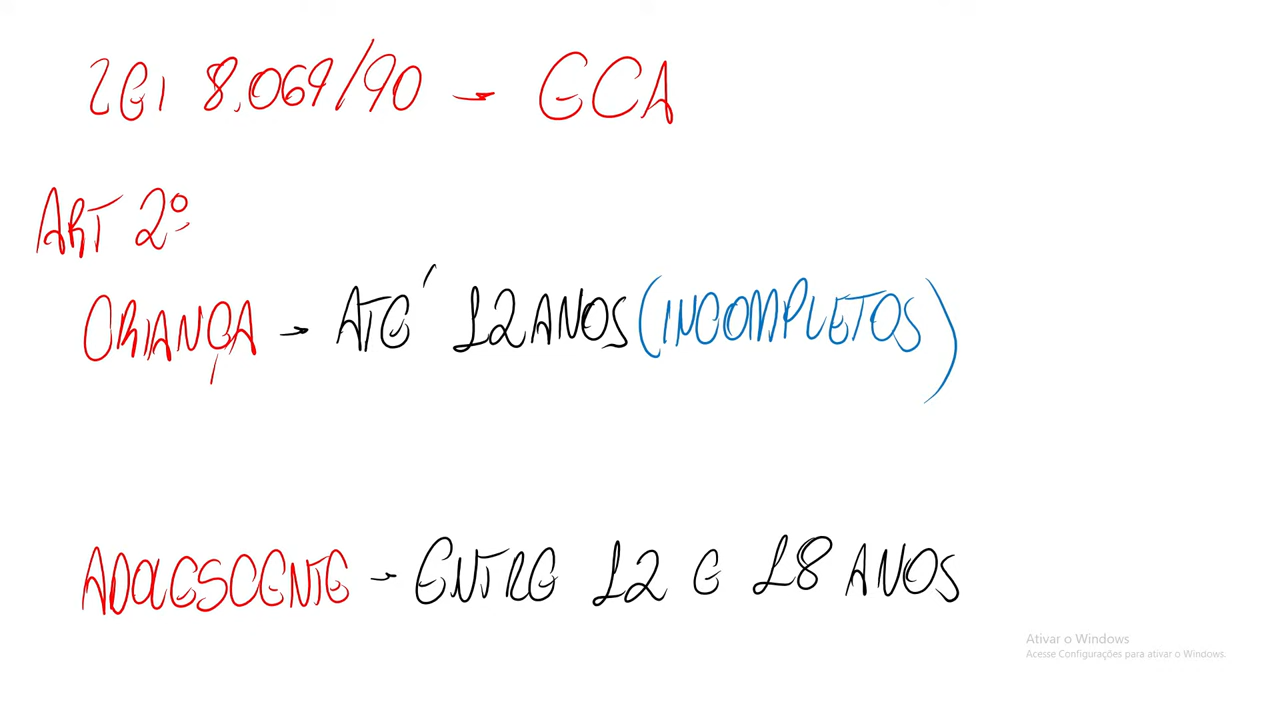 LEI 8.069/90 - ECA
ART 2º
CRIANÇA - ATÉ 12 ANOS (INCOMPLETOS)
ADOLESCENTE - ENTRE 12 E 18 ANOS
Ativar o Windows
Acesse Configurações para ativar o Windows.